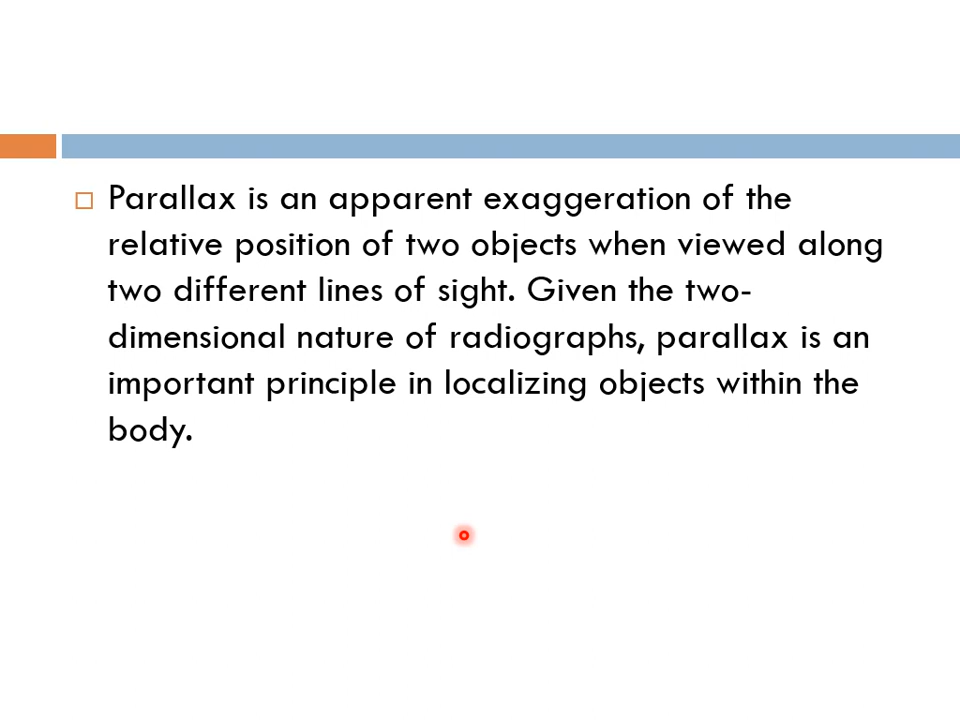 Parallax is an apparent exaggeration of the
relative position of two objects when viewed along
two different lines of sight. Given the two-
dimensional nature of radiographs, parallax is an
important principle in localizing objects within the
body.